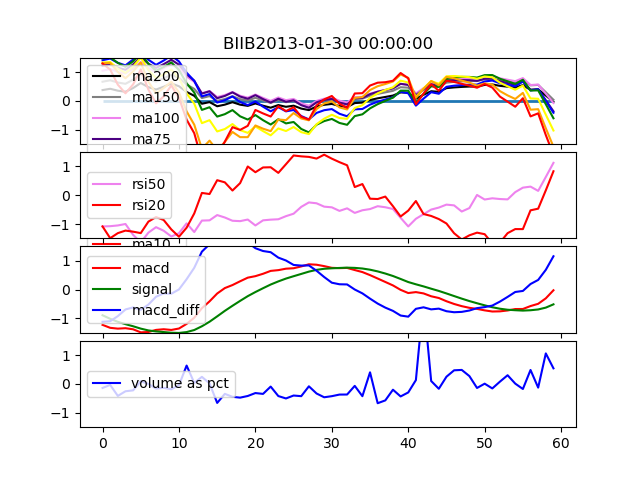 BIIB2013-01-30 00:00:00
1
0
−1
ma200
ma150
ma100
ma75
1
0
−1
rsi50
rsi20
ma10
1
0
−1
macd
signal
macd_diff
1
0
−1
volume as pct
0 10 20 30 40 50 60